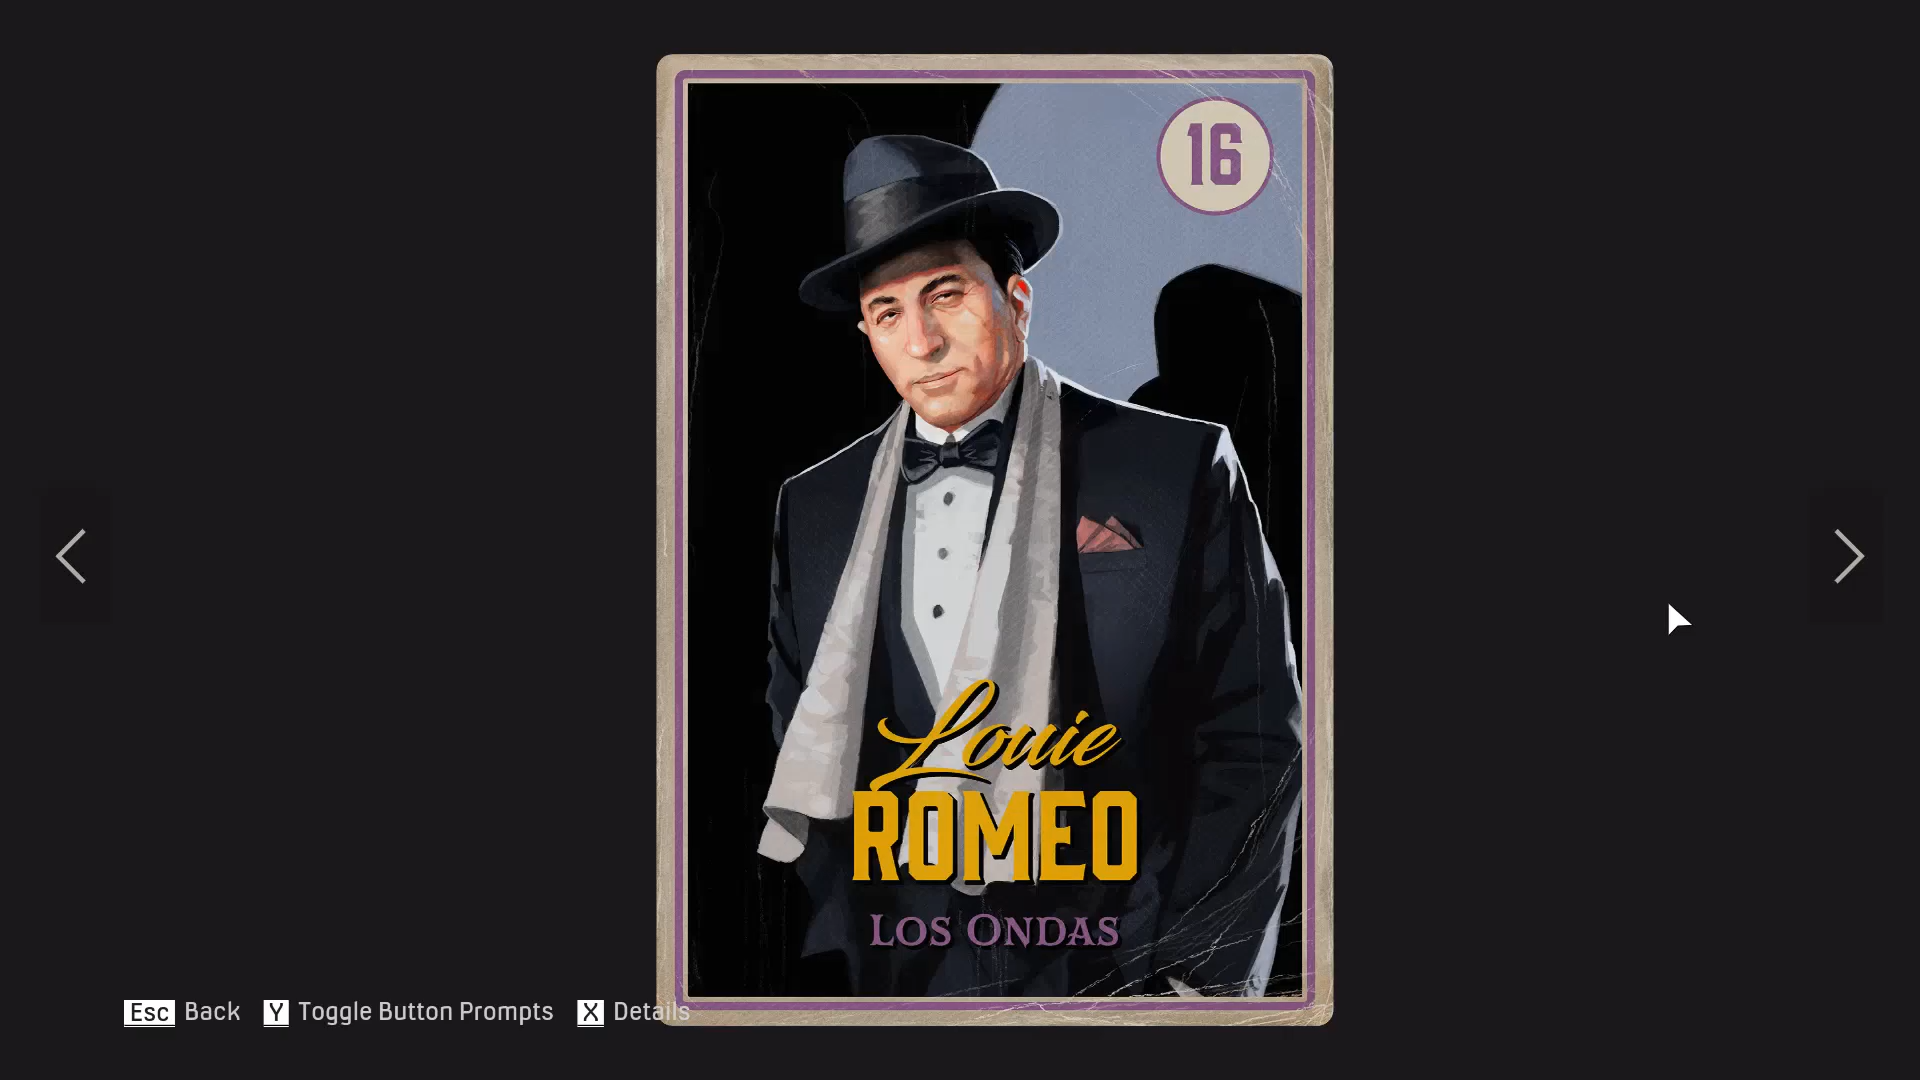 16
Louie
ROMEO
LOS ONDAS
Esc Back Y Toggle Button Prompts X Details